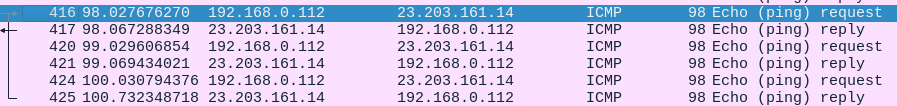 416 98.027676270 192.168.0.112 23.203.161.14 ICMP 98 Echo (ping) request
417 98.067288349 23.203.161.14 192.168.0.112 ICMP 98 Echo (ping) reply
420 99.029606854 192.168.0.112 23.203.161.14 ICMP 98 Echo (ping) request
421 99.069434021 23.203.161.14 192.168.0.112 ICMP 98 Echo (ping) reply
424 100.030794376 192.168.0.112 23.203.161.14 ICMP 98 Echo (ping) request
425 100.732348718 23.203.161.14 192.168.0.112 ICMP 98 Echo (ping) reply